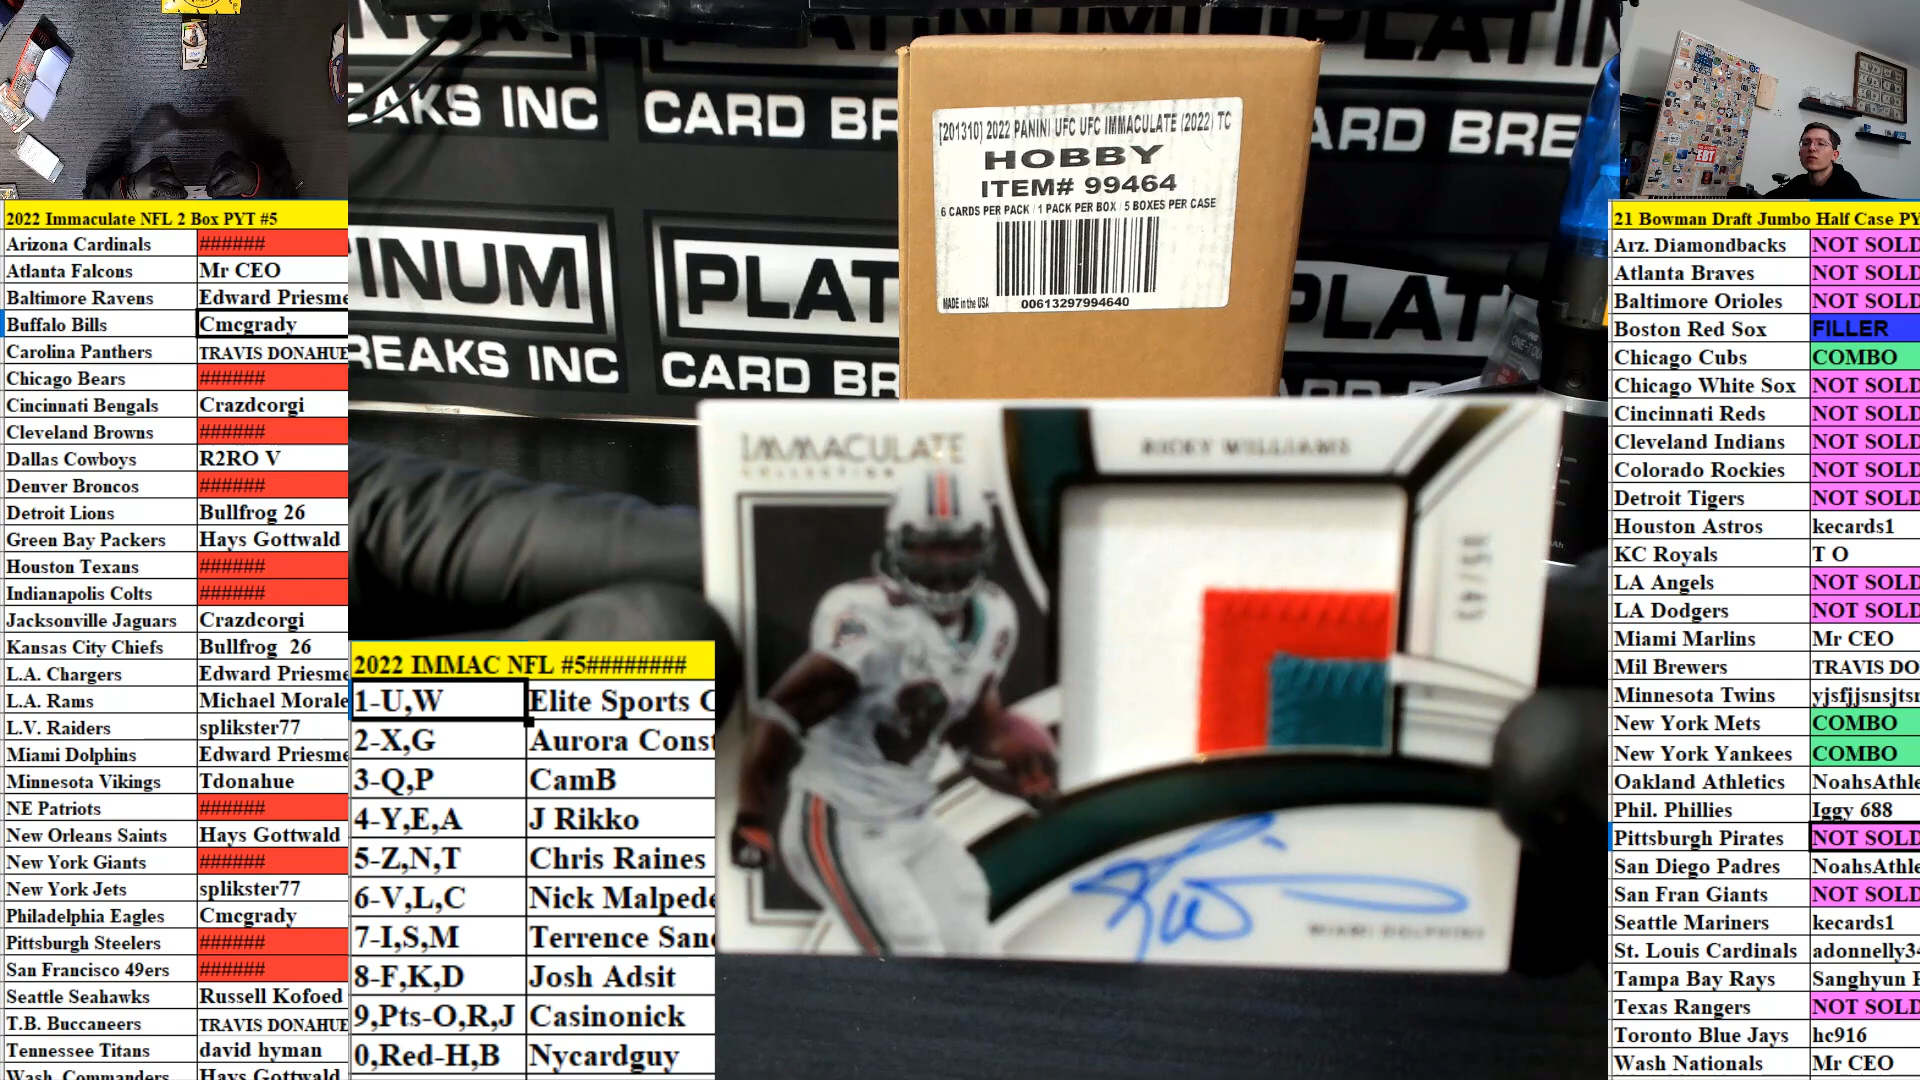 AKS INC
CARD BR
ARD BRE
INUM
PLAT
PLAT
REAKS INC
CARD BR
[201310] 2022 PANINI UFC UFC IMMACULATE (2022) TC
HOBBY
ITEM# 99464
6 CARDS PER PACK / 1 PACK PER BOX / 5 BOXES PER CASE
MADE in the USA
00613297994640
IMMACULATE
COLLECTION
RICKY WILLIAMS
MIAMI DOLPHINS
EBT
2022 Immaculate NFL 2 Box PYT #5
Arizona Cardinals ######
Atlanta Falcons Mr CEO
Baltimore Ravens Edward Priesme
Buffalo Bills Cmcgrady
Carolina Panthers TRAVIS DONAHUE
Chicago Bears ######
Cincinnati Bengals Crazdcorgi
Cleveland Browns ######
Dallas Cowboys R2RO V
Denver Broncos ######
Detroit Lions Bullfrog 26
Green Bay Packers Hays Gottwald
Houston Texans ######
Indianapolis Colts ######
Jacksonville Jaguars Crazdcorgi
Kansas City Chiefs Bullfrog 26
L.A. Chargers Edward Priesme
L.A. Rams Michael Morale
L.V. Raiders splikster77
Miami Dolphins Edward Priesme
Minnesota Vikings Tdonahue
NE Patriots ######
New Orleans Saints Hays Gottwald
New York Giants ######
New York Jets splikster77
Philadelphia Eagles Cmcgrady
Pittsburgh Steelers ######
San Francisco 49ers ######
Seattle Seahawks Russell Kofoed
T.B. Buccaneers TRAVIS DONAHUE
Tennessee Titans david hyman
Wash. Commanders Hays Gottwald
2022 IMMAC NFL #5########
1-U,W Elite Sports C
2-X,G Aurora Const
3-Q,P CamB
4-Y,E,A J Rikko
5-Z,N,T Chris Raines
6-V,L,C Nick Malpede
7-I,S,M Terrence San
8-F,K,D Josh Adsit
9,Pts-O,R,J Casinonick
0,Red-H,B Nycardguy
21 Bowman Draft Jumbo Half Case PY
Arz. Diamondbacks NOT SOLD
Atlanta Braves NOT SOLD
Baltimore Orioles NOT SOLD
Boston Red Sox FILLER
Chicago Cubs COMBO
Chicago White Sox NOT SOLD
Cincinnati Reds NOT SOLD
Cleveland Indians NOT SOLD
Colorado Rockies NOT SOLD
Detroit Tigers NOT SOLD
Houston Astros kecards1
KC Royals T O
LA Angels NOT SOLD
LA Dodgers NOT SOLD
Miami Marlins Mr CEO
Mil Brewers TRAVIS DO
Minnesota Twins yjsfjjsnsjtsr
New York Mets COMBO
New York Yankees COMBO
Oakland Athletics NoahsAthle
Phil. Phillies Iggy 688
Pittsburgh Pirates NOT SOLD
San Diego Padres NoahsAthle
San Fran Giants NOT SOLD
Seattle Mariners kecards1
St. Louis Cardinals adonnelly34
Tampa Bay Rays Sanghyun
Texas Rangers NOT SOLD
Toronto Blue Jays hc916
Wash Nationals Mr CEO